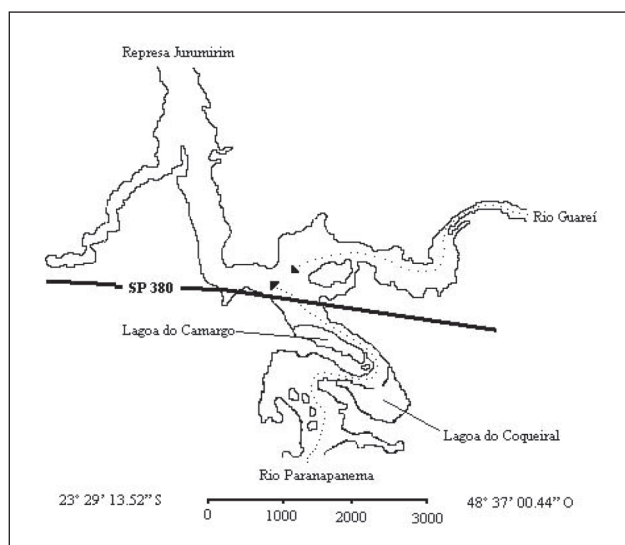 Represa Jurumirim
Rio Guareí
SP 380
Lagoa do Camargo
Lagoa do Coqueiral
Rio Paranapanema
23° 29’ 13.52” S
48° 37’ 00.44” O
0 1000 2000 3000